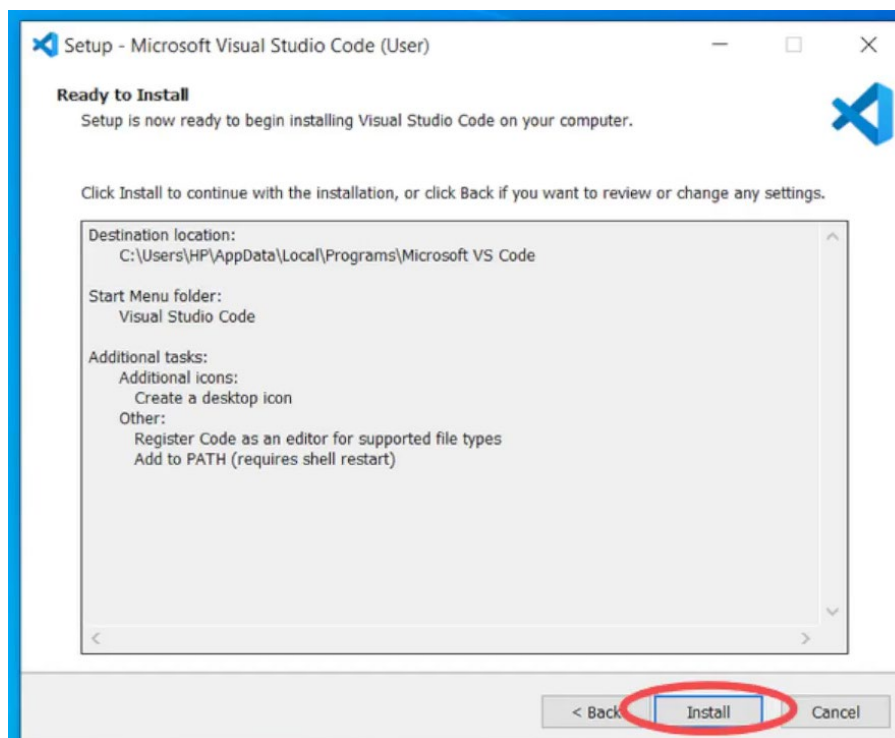 Setup - Microsoft Visual Studio Code (User)
Ready to Install
Setup is now ready to begin installing Visual Studio Code on your computer.
Click Install to continue with the installation, or click Back if you want to review or change any settings.
Destination location:
C:\Users\HP\AppData\Local\Programs\Microsoft VS Code
Start Menu folder:
Visual Studio Code
Additional tasks:
Additional icons:
Create a desktop icon
Other:
Register Code as an editor for supported file types
Add to PATH (requires shell restart)
< Back Install Cancel